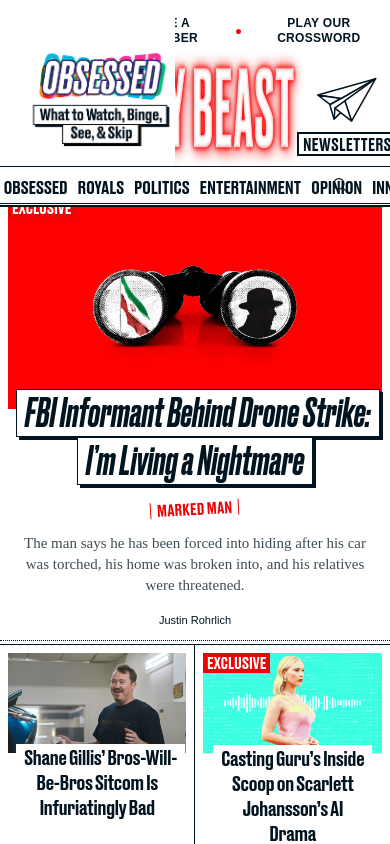 PLAY OUR
CROSSWORD
OBSESSED
What to Watch, Binge,
See, & Skip
BEAST
NEWSLETTERS
OBSESSED ROYALS POLITICS ENTERTAINMENT OPINION
EXCLUSIVE
FBI Informant Behind Drone Strike:
I’m Living a Nightmare
MARKED MAN
The man says he has been forced into hiding after his car
was torched, his home was broken into, and his relatives
were threatened.
Justin Rohrlich
Shane Gillis’ Bros-Will-
Be-Bros Sitcom Is
Infuriatingly Bad
EXCLUSIVE
Casting Guru’s Inside
Scoop on Scarlett
Johansson’s AI
Drama